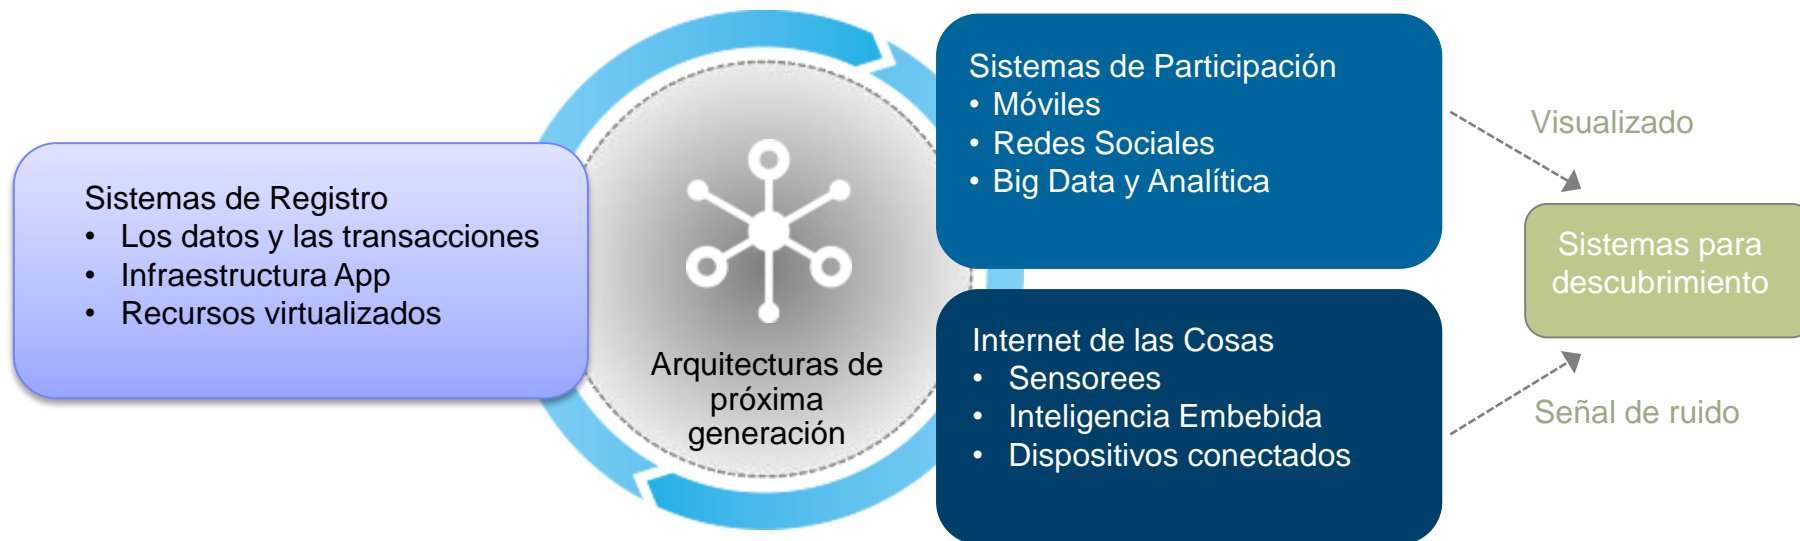 Sistemas de Registro
• Los datos y las transacciones
• Infraestructura App
• Recursos virtualizados
Arquitecturas de
próxima
generación
Sistemas de Participación
• Móviles
• Redes Sociales
• Big Data y Analítica
Internet de las Cosas
• Sensorees
• Inteligencia Embebida
• Dispositivos conectados
Visualizado
Sistemas para
descubrimiento
Señal de ruido